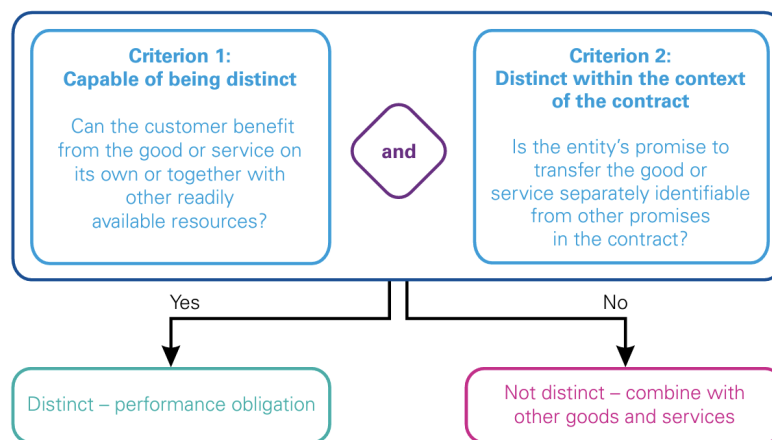 Criterion 1:
Capable of being distinct
Can the customer benefit
from the good or service on
its own or together with
other readily
available resources?
and
Criterion 2:
Distinct within the context
of the contract
Is the entity’s promise to
transfer the good or
service separately identifiable
from other promises
in the contract?
Yes
No
Distinct – performance obligation
Not distinct – combine with
other goods and services